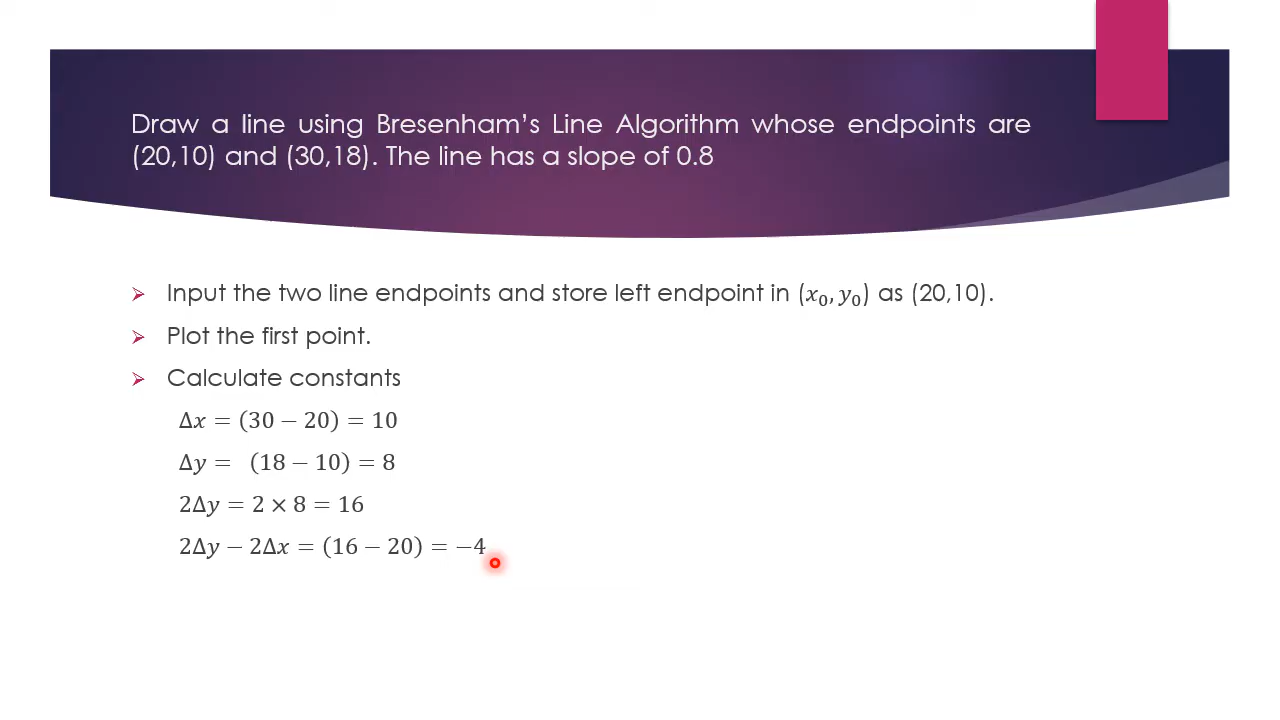 Draw a line using Bresenham’s Line Algorithm whose endpoints are
(20,10) and (30,18). The line has a slope of 0.8
Input the two line endpoints and store left endpoint in (𝑥₀, 𝑦₀) as (20,10).
Plot the first point.
Calculate constants
Δ𝑥 = (30 − 20) = 10
Δ𝑦 = (18 − 10) = 8
2Δ𝑦 = 2 × 8 = 16
2Δ𝑦 − 2Δ𝑥 = (16 − 20) = −4